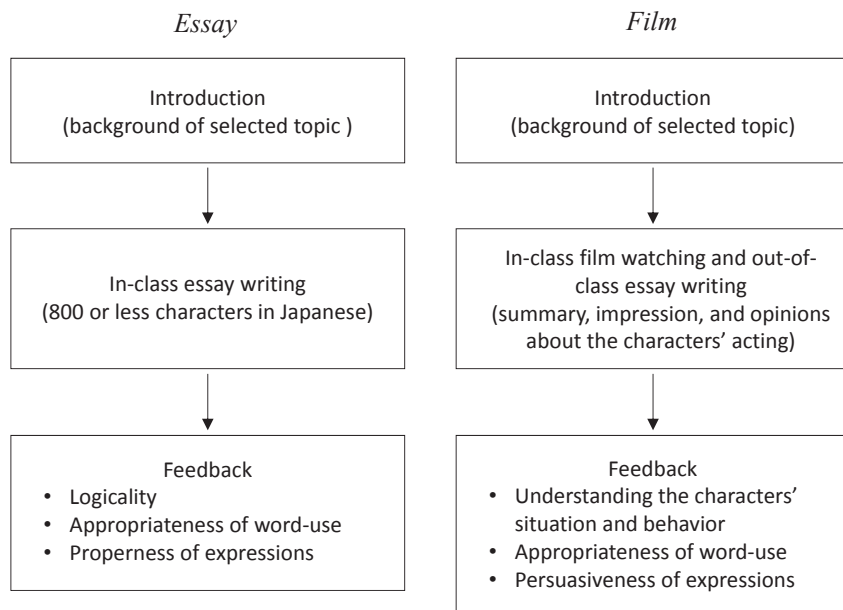 Essay
Introduction
(background of selected topic )
In-class essay writing
(800 or less characters in Japanese)
Feedback
• Logicality
• Appropriateness of word-use
• Properness of expressions
Film
Introduction
(background of selected topic)
In-class film watching and out-of-
class essay writing
(summary, impression, and opinions
about the characters’ acting)
Feedback
• Understanding the characters’
situation and behavior
• Appropriateness of word-use
• Persuasiveness of expressions